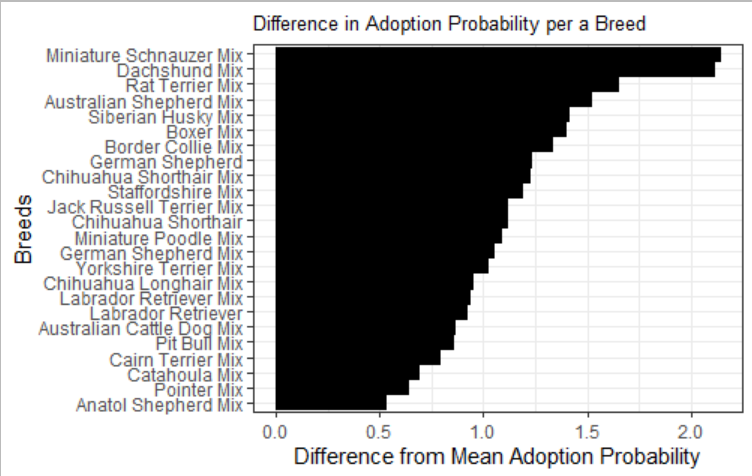 Difference in Adoption Probability per a Breed
Breeds
Miniature Schnauzer Mix
Dachshund Mix
Rat Terrier Mix
Australian Shepherd Mix
Siberian Husky Mix
Boxer Mix
Border Collie Mix
German Shepherd
Chihuahua Shorthair Mix
Staffordshire Mix
Jack Russell Terrier Mix
Chihuahua Shorthair
Miniature Poodle Mix
German Shepherd Mix
Yorkshire Terrier Mix
Chihuahua Longhair Mix
Labrador Retriever Mix
Labrador Retriever
Australian Cattle Dog Mix
Pit Bull Mix
Cairn Terrier Mix
Catahoula Mix
Pointer Mix
Anatol Shepherd Mix
0.0 0.5 1.0 1.5 2.0
Difference from Mean Adoption Probability